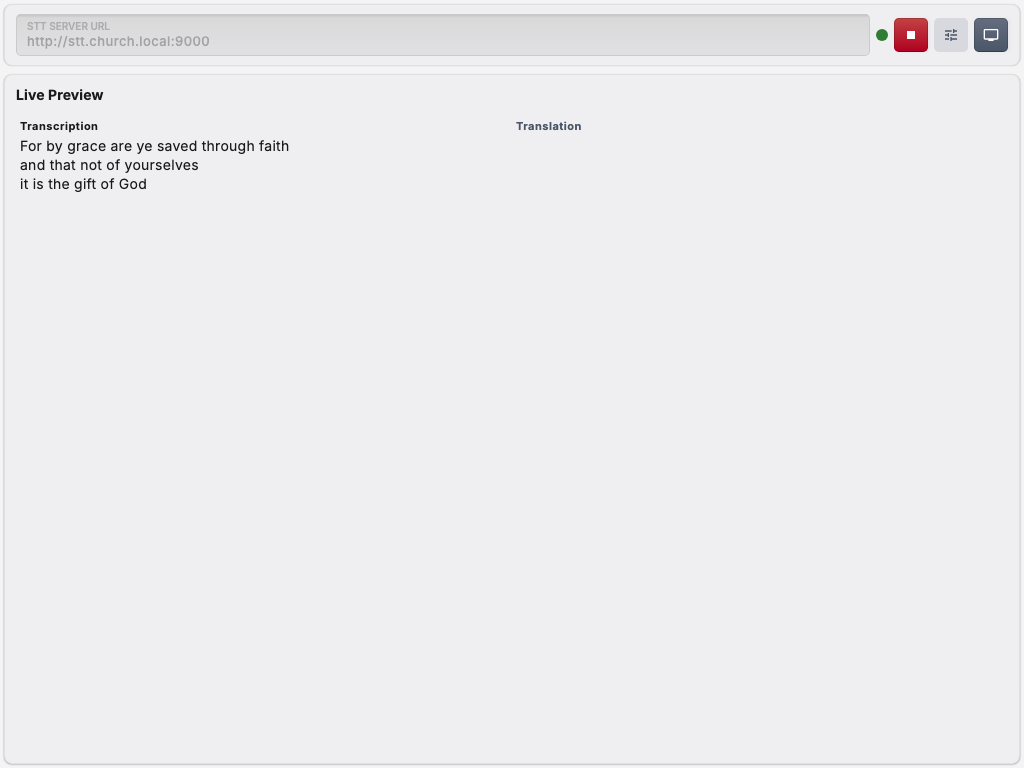 STT SERVER URL
http://stt.church.local:9000
Live Preview
Transcription
For by grace are ye saved through faith
and that not of yourselves
it is the gift of God
Translation